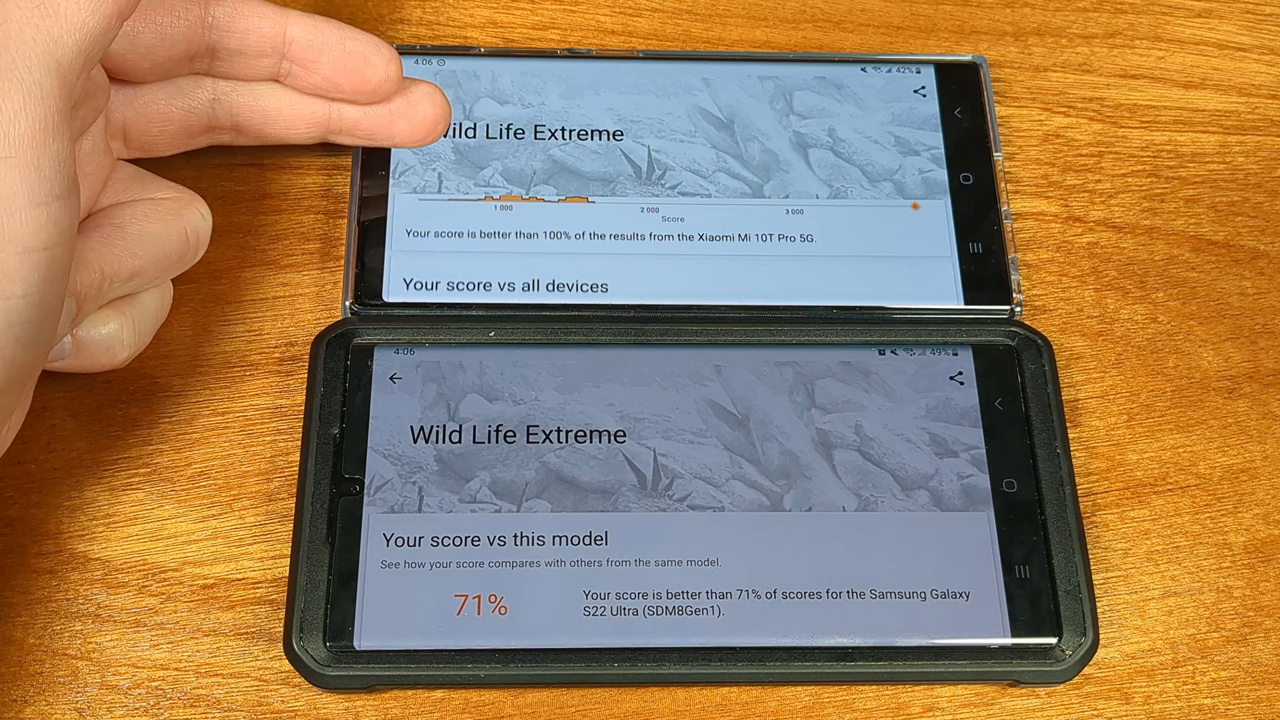 4:06
42%
Wild Life Extreme
1 000
2 000
3 000
Score
Your score is better than 100% of the results from the Xiaomi Mi 10T Pro 5G.
Your score vs all devices
4:06
49%
Wild Life Extreme
Your score vs this model
See how your score compares with others from the same model.
71%
Your score is better than 71% of scores for the Samsung Galaxy
S22 Ultra (SDM8Gen1).